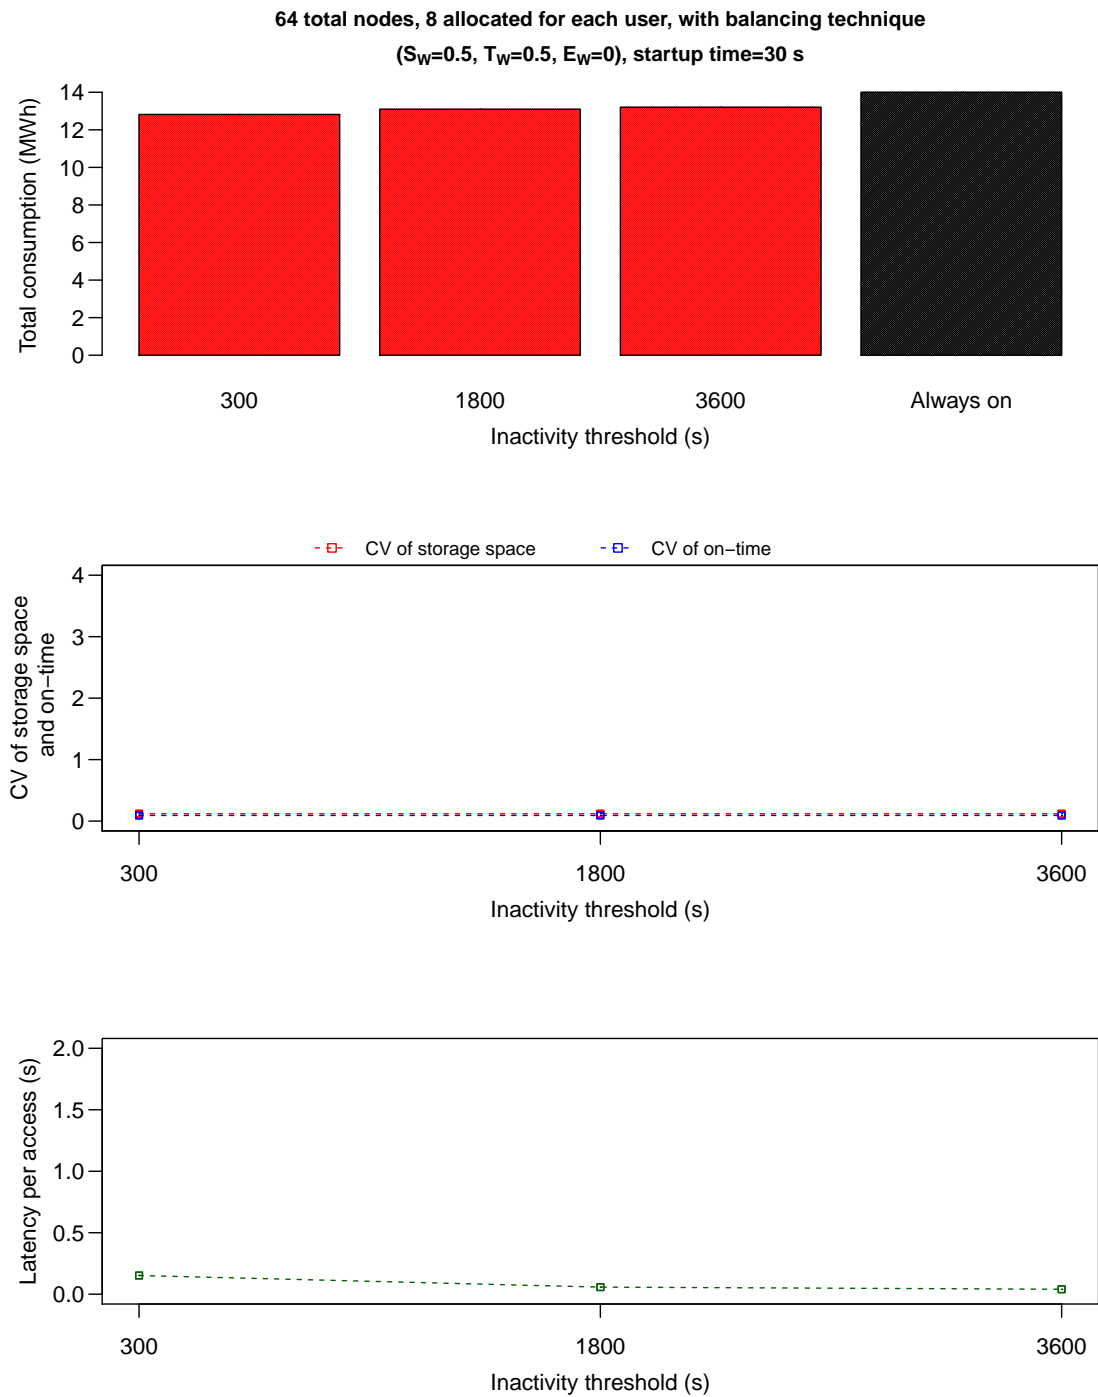 64 total nodes, 8 allocated for each user, with balancing technique
(SW=0.5, TW=0.5, EW=0), startup time=30 s
Total consumption (MWh)
14
12
10
8
6
4
2
0
300 1800 3600 Always on
Inactivity threshold (s)
CV of storage space CV of on−time
CV of storage space
and on−time
4
3
2
1
0
300 1800 3600
Inactivity threshold (s)
Latency per access (s)
2.0
1.5
1.0
0.5
0.0
300 1800 3600
Inactivity threshold (s)